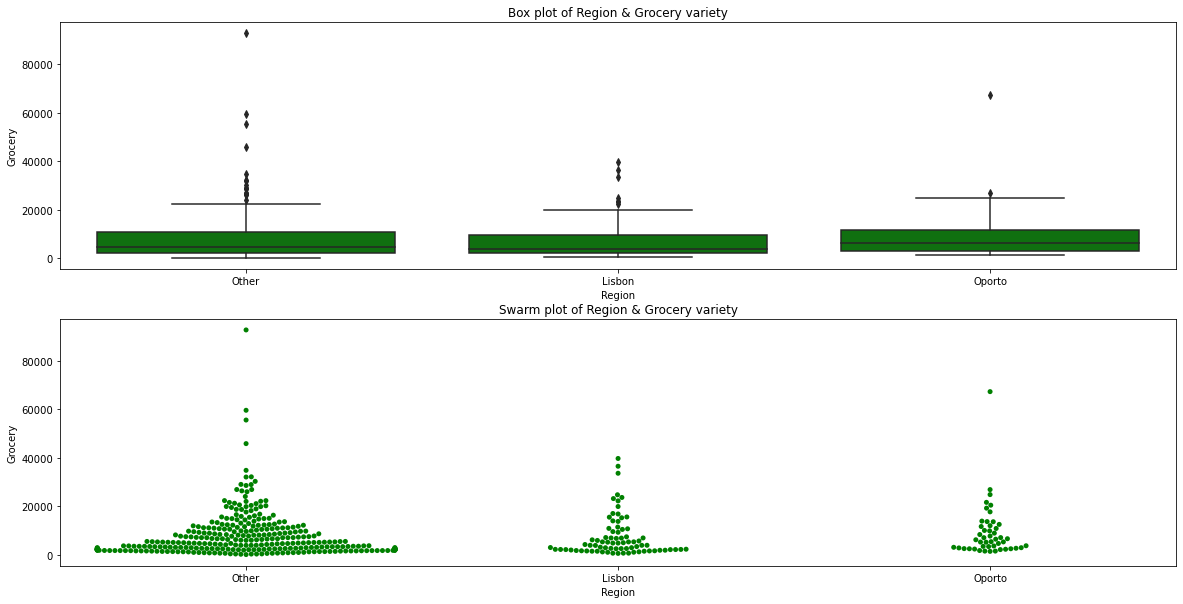 Box plot of Region & Grocery variety
80000
60000
40000
20000
0
Grocery
Other Lisbon Oporto
Region
Swarm plot of Region & Grocery variety
80000
60000
40000
20000
0
Grocery
Other Lisbon Oporto
Region